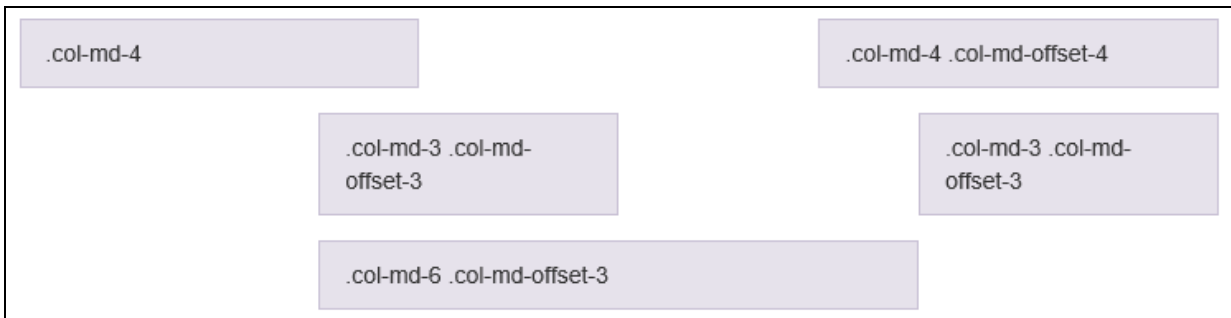 .col-md-4
.col-md-4 .col-md-offset-4
.col-md-3 .col-md-
offset-3
.col-md-3 .col-md-
offset-3
.col-md-6 .col-md-offset-3